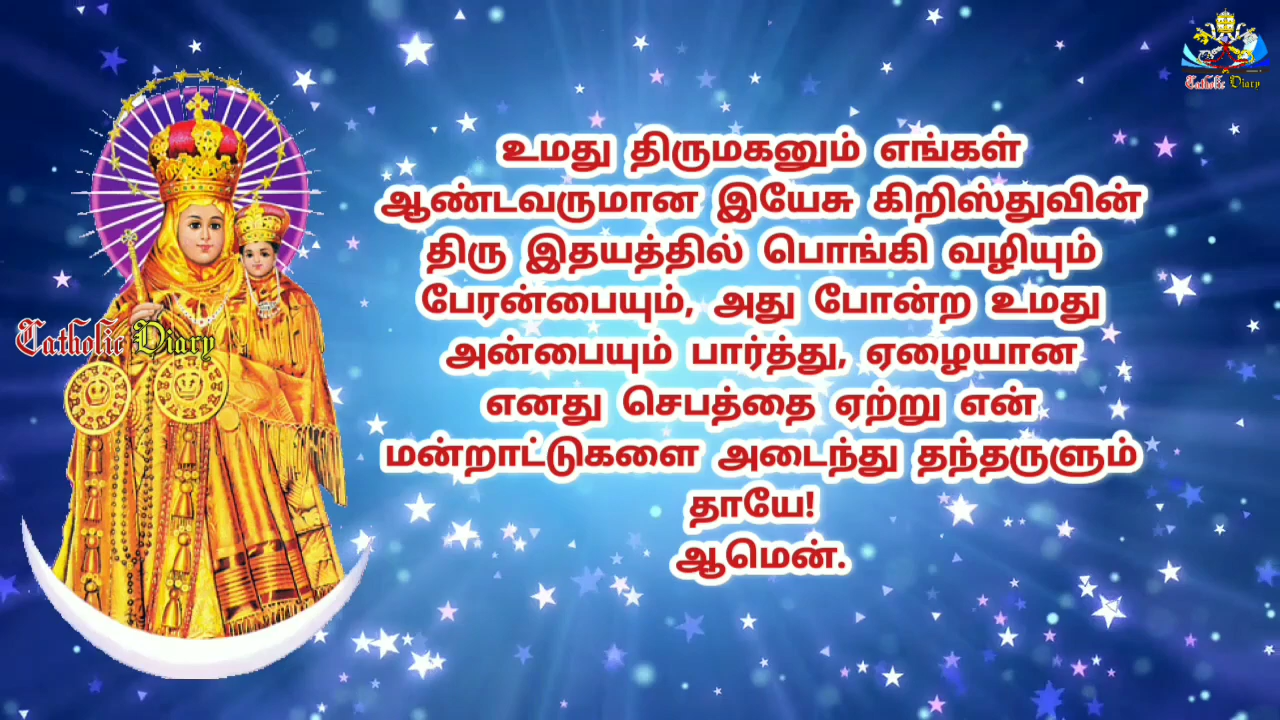 Catholic Diary
உமது திருமகனும் எங்கள்
ஆண்டவருமான இயேசு கிறிஸ்துவின்
திரு இதயத்தில் பொங்கி வழியும்
பேரன்பையும், அது போன்ற உமது
அன்பையும் பார்த்து, ஏழையான
எனது செபத்தை ஏற்று என்
மன்றாட்டுகளை அடைந்து தந்தருளும்
தாயே!
ஆமென்.
Catholic Diary